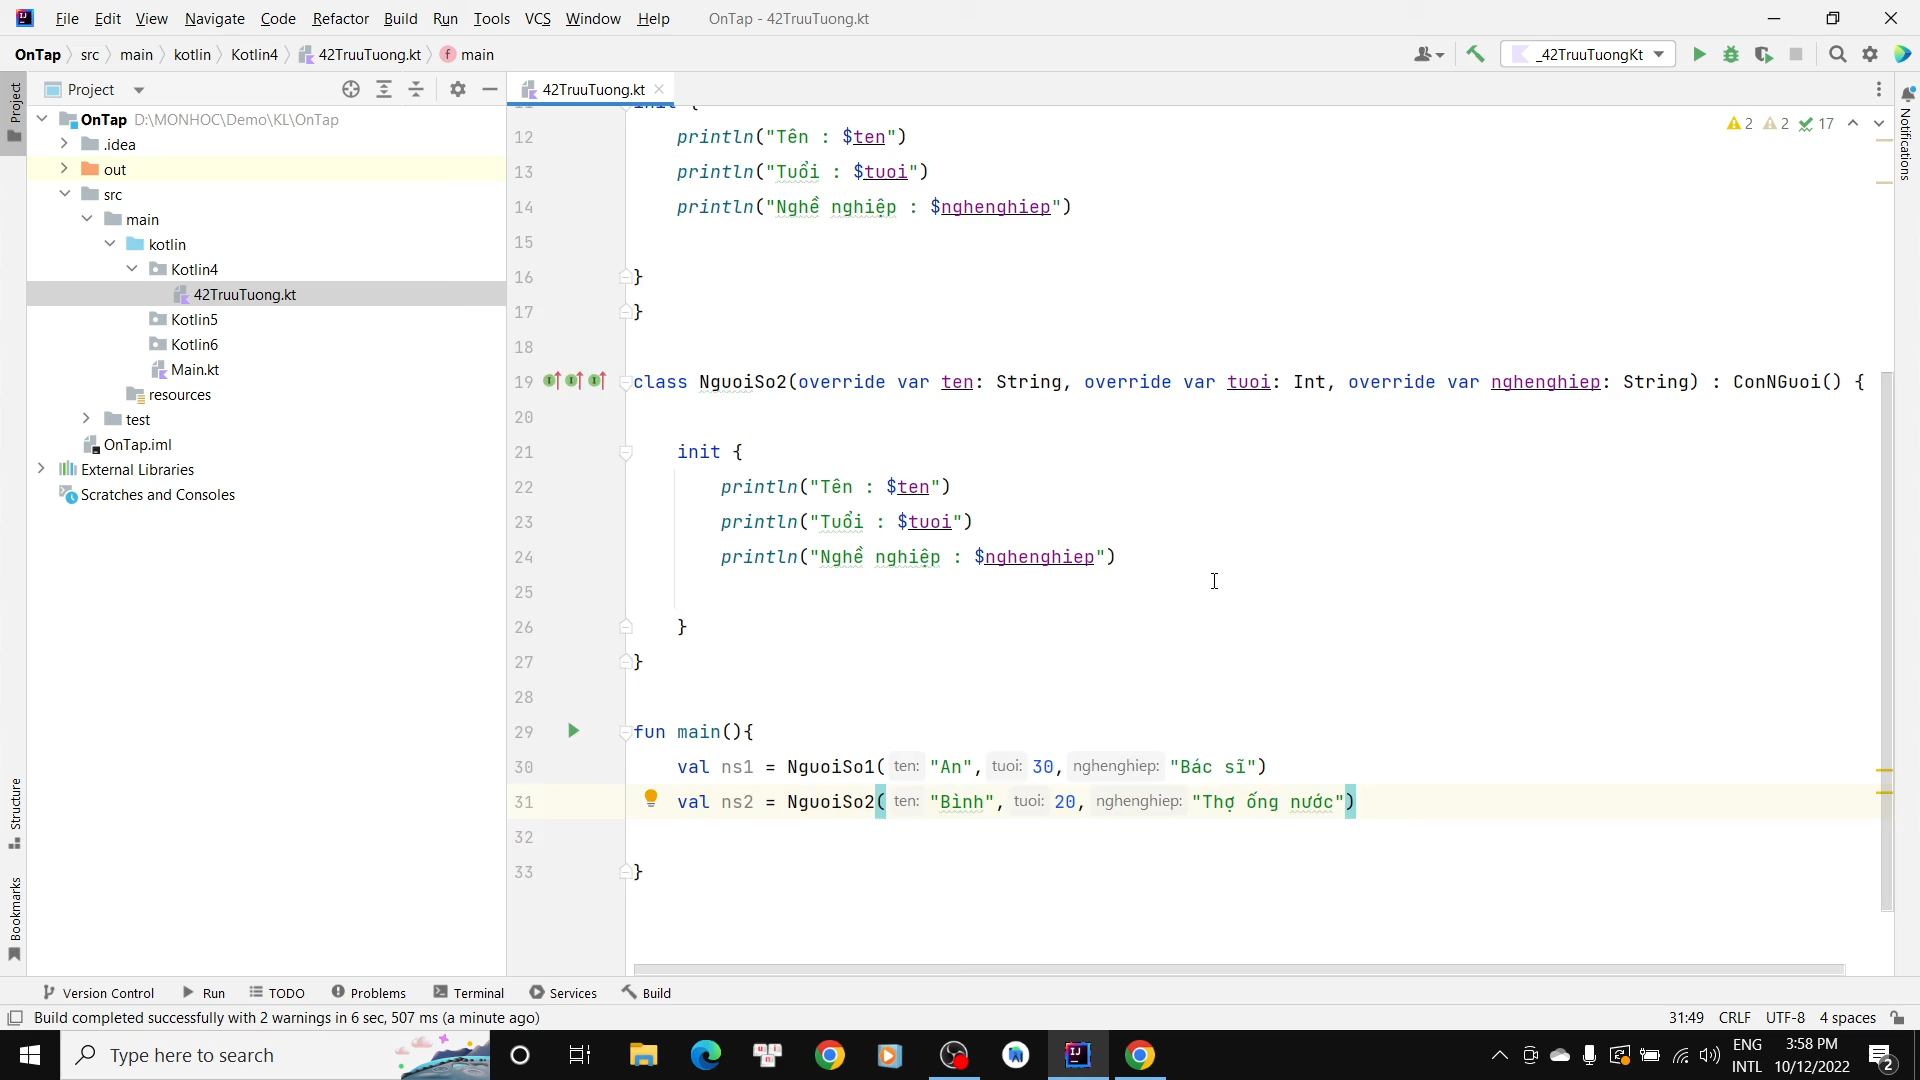 File Edit View Navigate Code Refactor Build Run Tools VCS Window Help OnTap - 42TruuTuong.kt
OnTap src main kotlin Kotlin4 42TruuTuong.kt main _42TruuTuongKt
Project
Project 42TruuTuong.kt
OnTap D:\MONHOC\Demo\KL\OnTap
.idea
out
src
main
kotlin
Kotlin4
42TruuTuong.kt
Kotlin5
Kotlin6
Main.kt
resources
test
OnTap.iml
External Libraries
Scratches and Consoles
2 2 17
12 println("Tên : $ten")
13 println("Tuổi : $tuoi")
14 println("Nghề nghiệp : $nghenghiep")
15
16 }
17 }
18
19 class NguoiSo2(override var ten: String, override var tuoi: Int, override var nghenghiep: String) : ConNGuoi() {
20
21 init {
22 println("Tên : $ten")
23 println("Tuổi : $tuoi")
24 println("Nghề nghiệp : $nghenghiep")
25
26 }
27 }
28
29 fun main(){
30 val ns1 = NguoiSo1( ten: "An", tuoi: 30, nghenghiep: "Bác sĩ")
31 val ns2 = NguoiSo2( ten: "Bình", tuoi: 20, nghenghiep: "Thợ ống nước")
32
33 }
Notifications
Structure
Bookmarks
Version Control Run TODO Problems Terminal Services Build
Build completed successfully with 2 warnings in 6 sec, 507 ms (a minute ago) 31:49 CRLF UTF-8 4 spaces
Type here to search
ENG
INTL
3:58 PM
10/12/2022
2